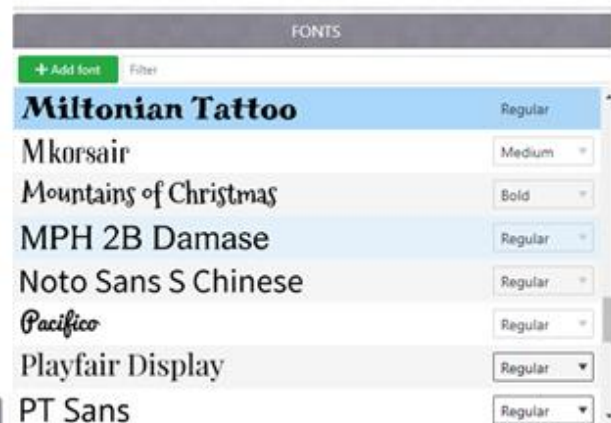 FONTS
+ Add font Filter
Miltonian Tattoo Regular
Mkorsair Medium
Mountains of Christmas Bold
MPH 2B Damase Regular
Noto Sans S Chinese Regular
Pacifico Regular
Playfair Display Regular
PT Sans Regular